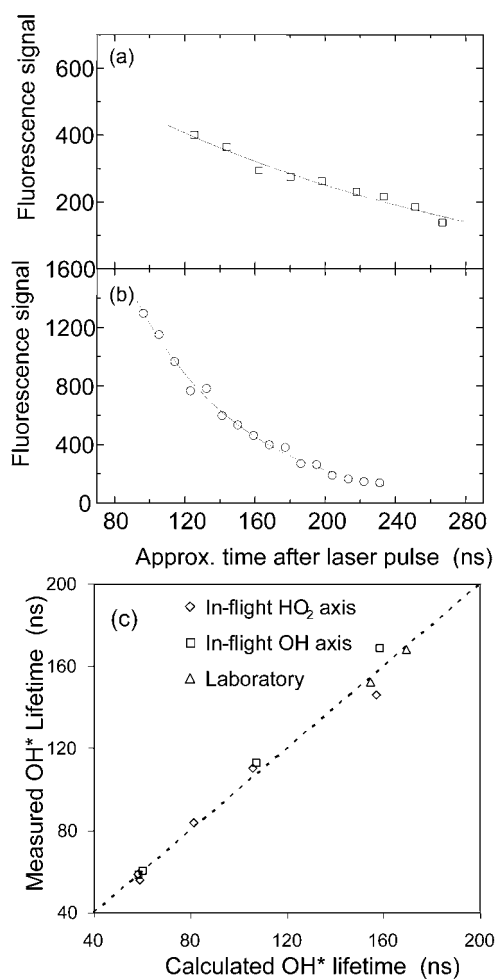 (a)
Fluorescence signal
600
400
200
1600
(b)
Fluorescence signal
1200
800
400
0
80 120 160 200 240 280
Approx. time after laser pulse (ns)
(c)
Measured OH* Lifetime (ns)
200
160
120
80
40
In-flight HO₂ axis
In-flight OH axis
Laboratory
40 80 120 160 200
Calculated OH* lifetime (ns)